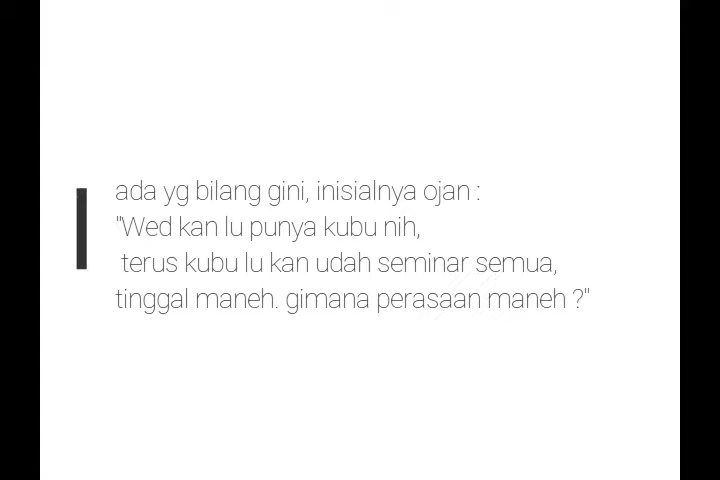 ada yg bilang gini, inisialnya ojan :
"Wed kan lu punya kubu nih,
terus kubu lu kan udah seminar semua,
tinggal maneh. gimana perasaan maneh ?"